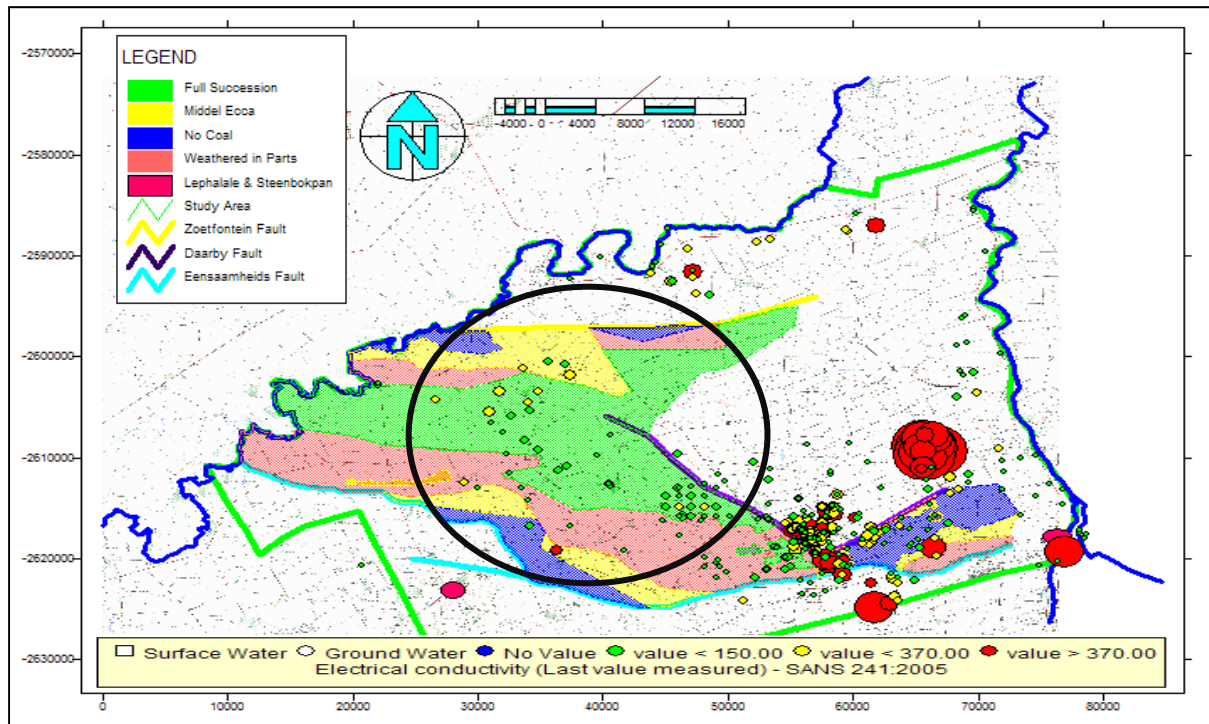 LEGEND
Full Succession
Middel Ecca
No Coal
Weathered in Parts
Lephalale & Steenbokpan
Study Area
Zoetfontein Fault
Daarby Fault
Eensaamheids Fault
N
-4000 0 4000 8000 12000 16000
-2570000
-2580000
-2590000
-2600000
-2610000
-2620000
-2630000
Surface Water Ground Water No Value value < 150.00 value < 370.00 value > 370.00
Electrical conductivity (Last value measured) - SANS 241:2005
0 10000 20000 30000 40000 50000 60000 70000 80000